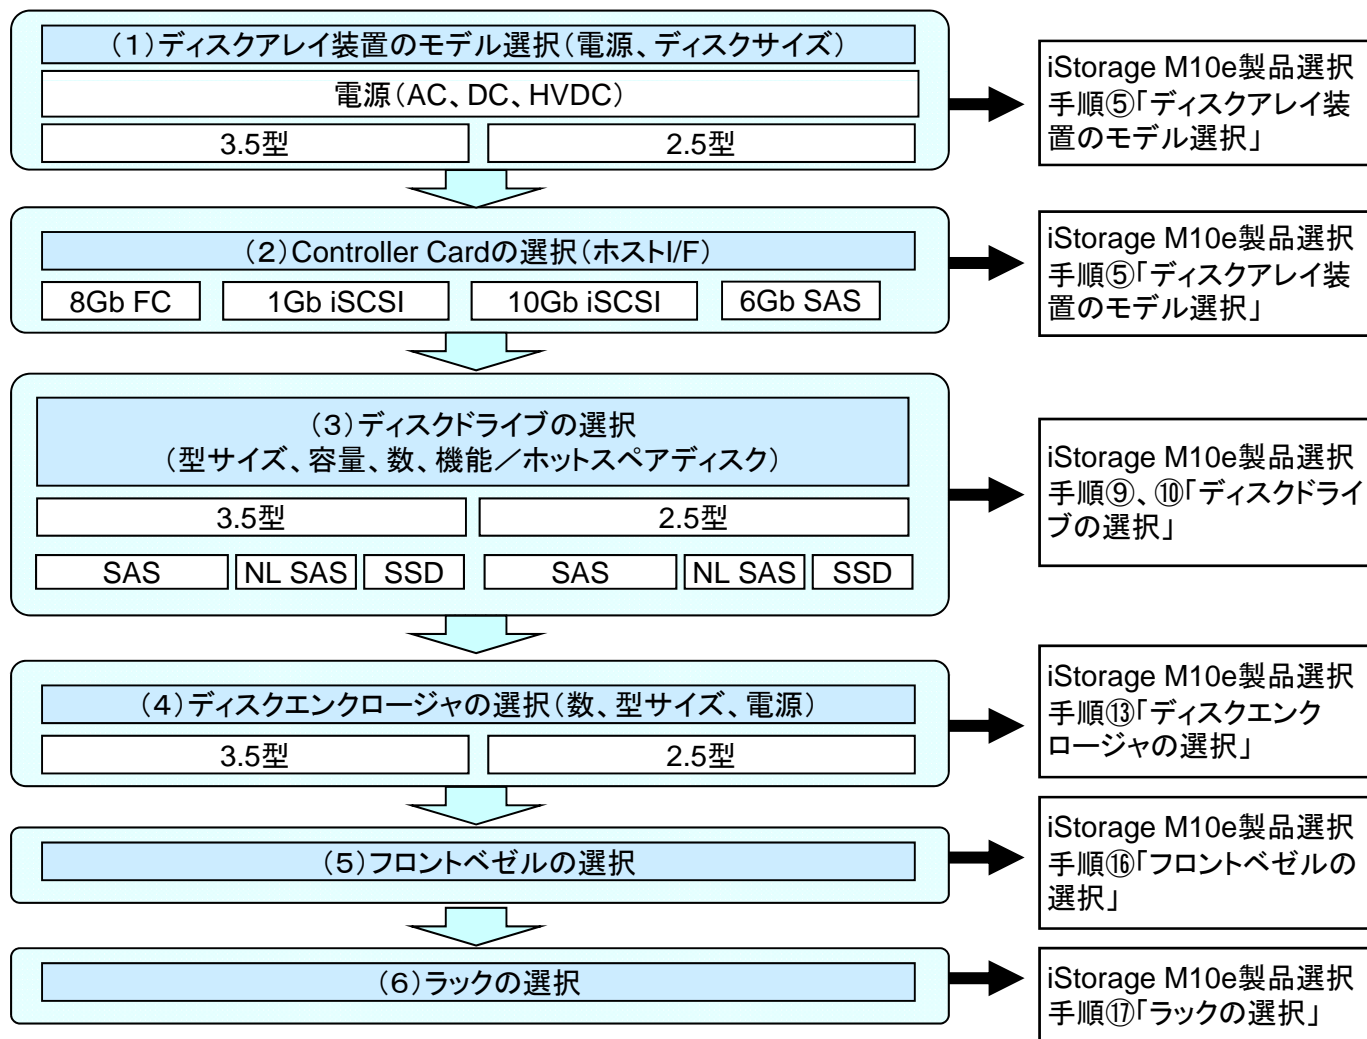 (1)ディスクアレイ装置のモデル選択(電源、ディスクサイズ)
電源(AC、DC、HVDC)
3.5型
2.5型
iStorage M10e製品選択
手順⑤「ディスクアレイ装
置のモデル選択」
(2)Controller Cardの選択(ホストI/F)
8Gb FC
1Gb iSCSI
10Gb iSCSI
6Gb SAS
iStorage M10e製品選択
手順⑤「ディスクアレイ装
置のモデル選択」
(3)ディスクドライブの選択
(型サイズ、容量、数、機能/ホットスペアディスク)
3.5型
2.5型
SAS
NL SAS
SSD
SAS
NL SAS
SSD
iStorage M10e製品選択
手順⑨、⑩「ディスクドライ
ブの選択」
(4)ディスクエンクロージャの選択(数、型サイズ、電源)
3.5型
2.5型
iStorage M10e製品選択
手順⑬「ディスクエンク
ロージャの選択」
(5)フロントベゼルの選択
iStorage M10e製品選択
手順⑯「フロントベゼルの
選択」
(6)ラックの選択
iStorage M10e製品選択
手順⑰「ラックの選択」